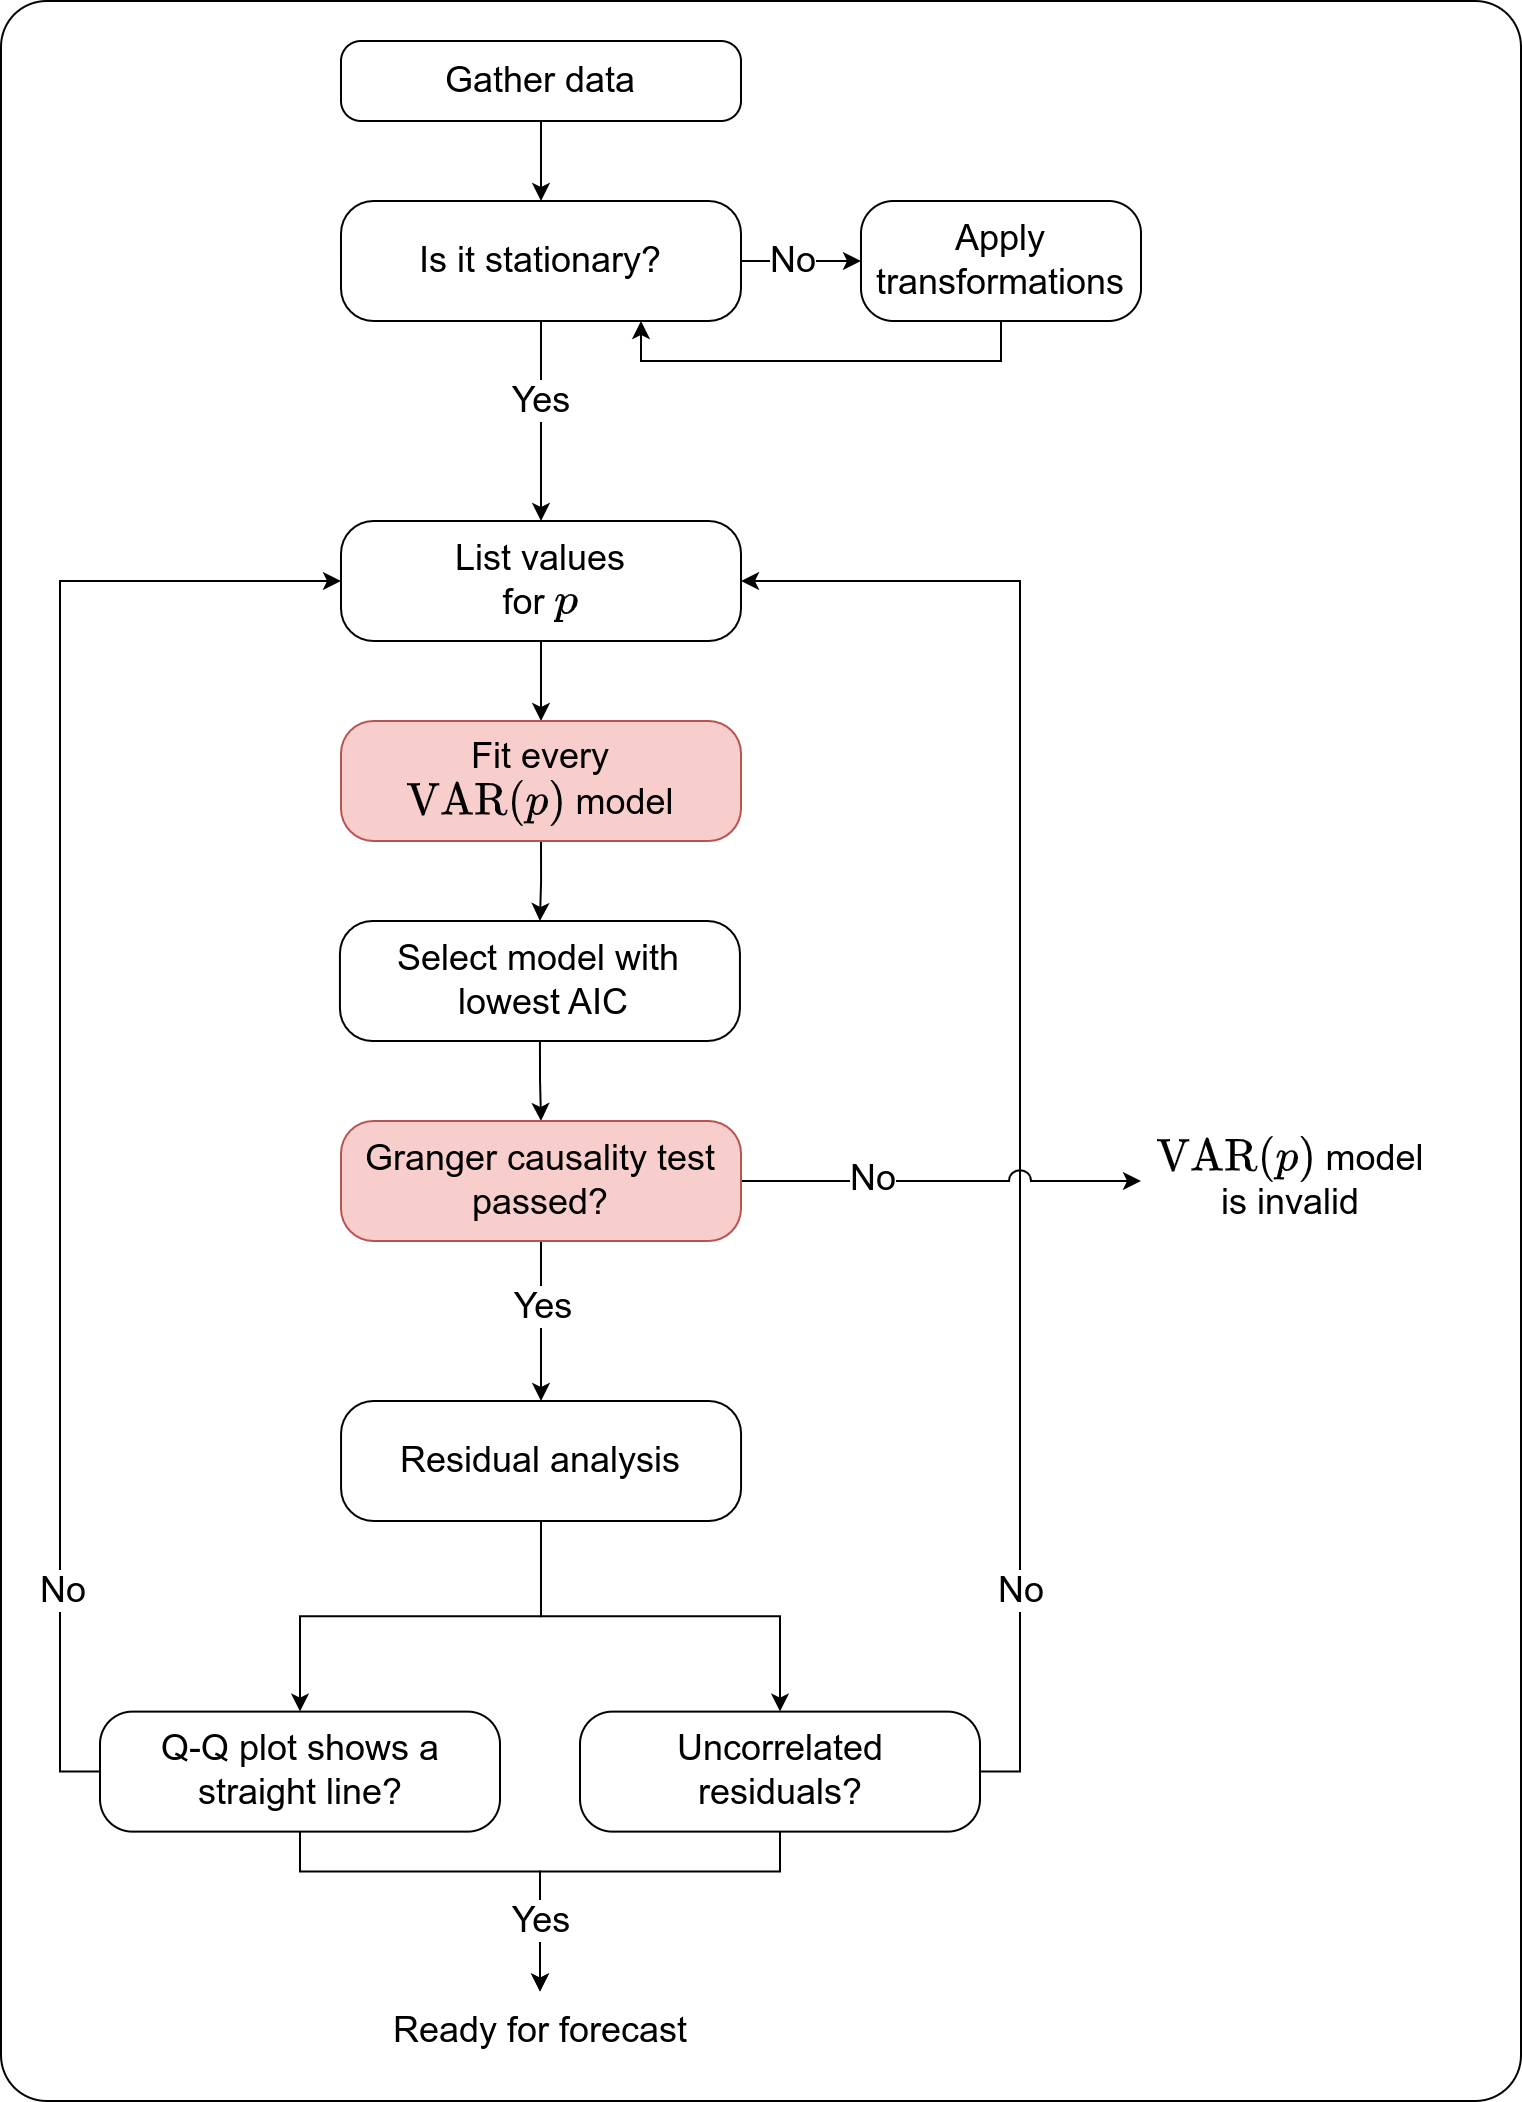 Gather data
Is it stationary?
No
Apply
transformations
Yes
List values
for p
Fit every
VAR(p) model
Select model with
lowest AIC
Granger causality test
passed?
No
VAR(p) model
is invalid
Yes
Residual analysis
No
No
Q-Q plot shows a
straight line?
Uncorrelated
residuals?
Yes
Ready for forecast